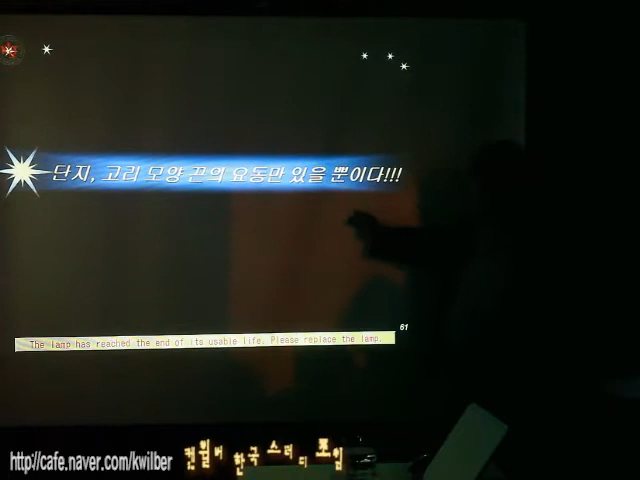 단지, 고리 모양 끈의 요동만 있을 뿐이다!!!
61
The lamp has reached the end of its usable life. Please replace the lamp.
http://cafe.naver.com/kwilber
켄윌버 한국 스터디 모임